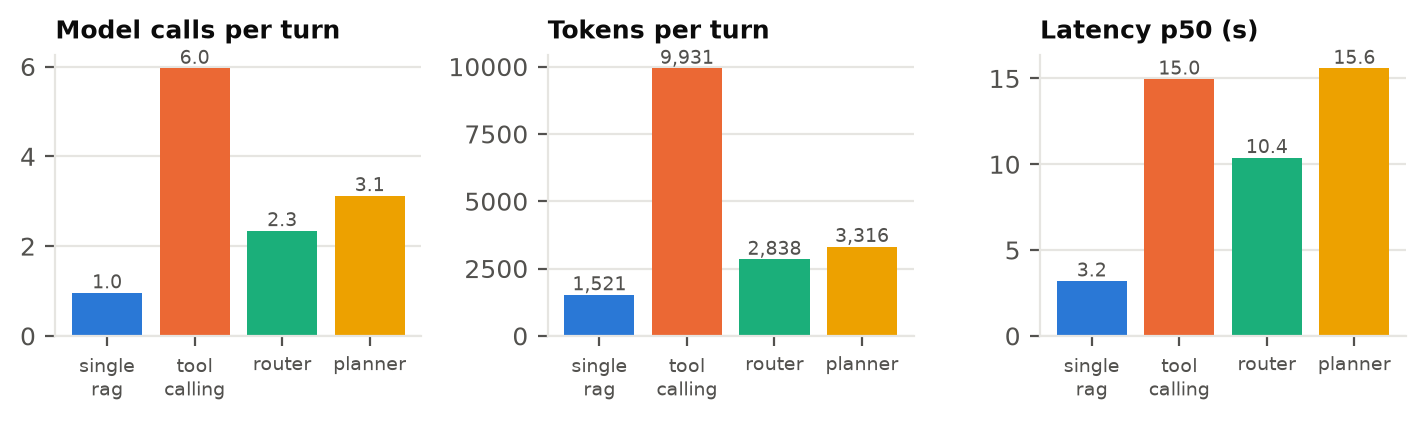 Model calls per turn
6
4
2
0
1.0
6.0
2.3
3.1
single
rag
tool
calling
router
planner
Tokens per turn
10000
7500
5000
2500
0
1,521
9,931
2,838
3,316
single
rag
tool
calling
router
planner
Latency p50 (s)
15
10
5
0
3.2
15.0
10.4
15.6
single
rag
tool
calling
router
planner